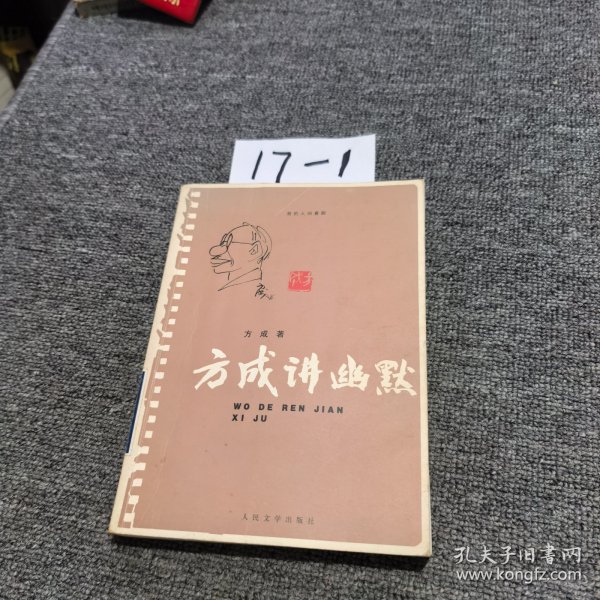 17-1
我的人间喜剧
方成著
方成讲幽默
WO DE REN JIAN
XI JU
人民文学出版社
孔夫子旧书网
www.kongfz.com